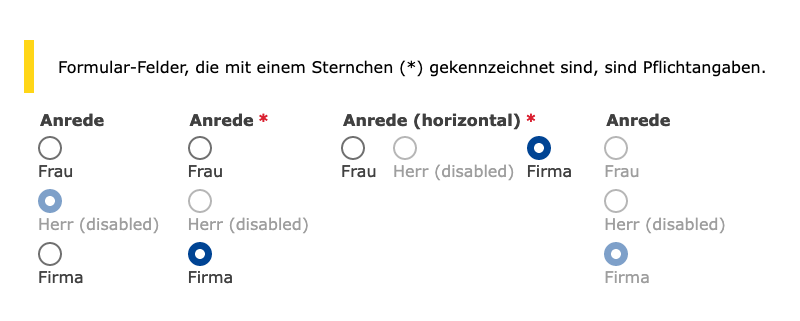 Formular-Felder, die mit einem Sternchen (*) gekennzeichnet sind, sind Pflichtangaben.
Anrede
Frau
Herr (disabled)
Firma
Anrede *
Frau
Herr (disabled)
Firma
Anrede (horizontal) *
Frau Herr (disabled) Firma
Anrede
Frau
Herr (disabled)
Firma